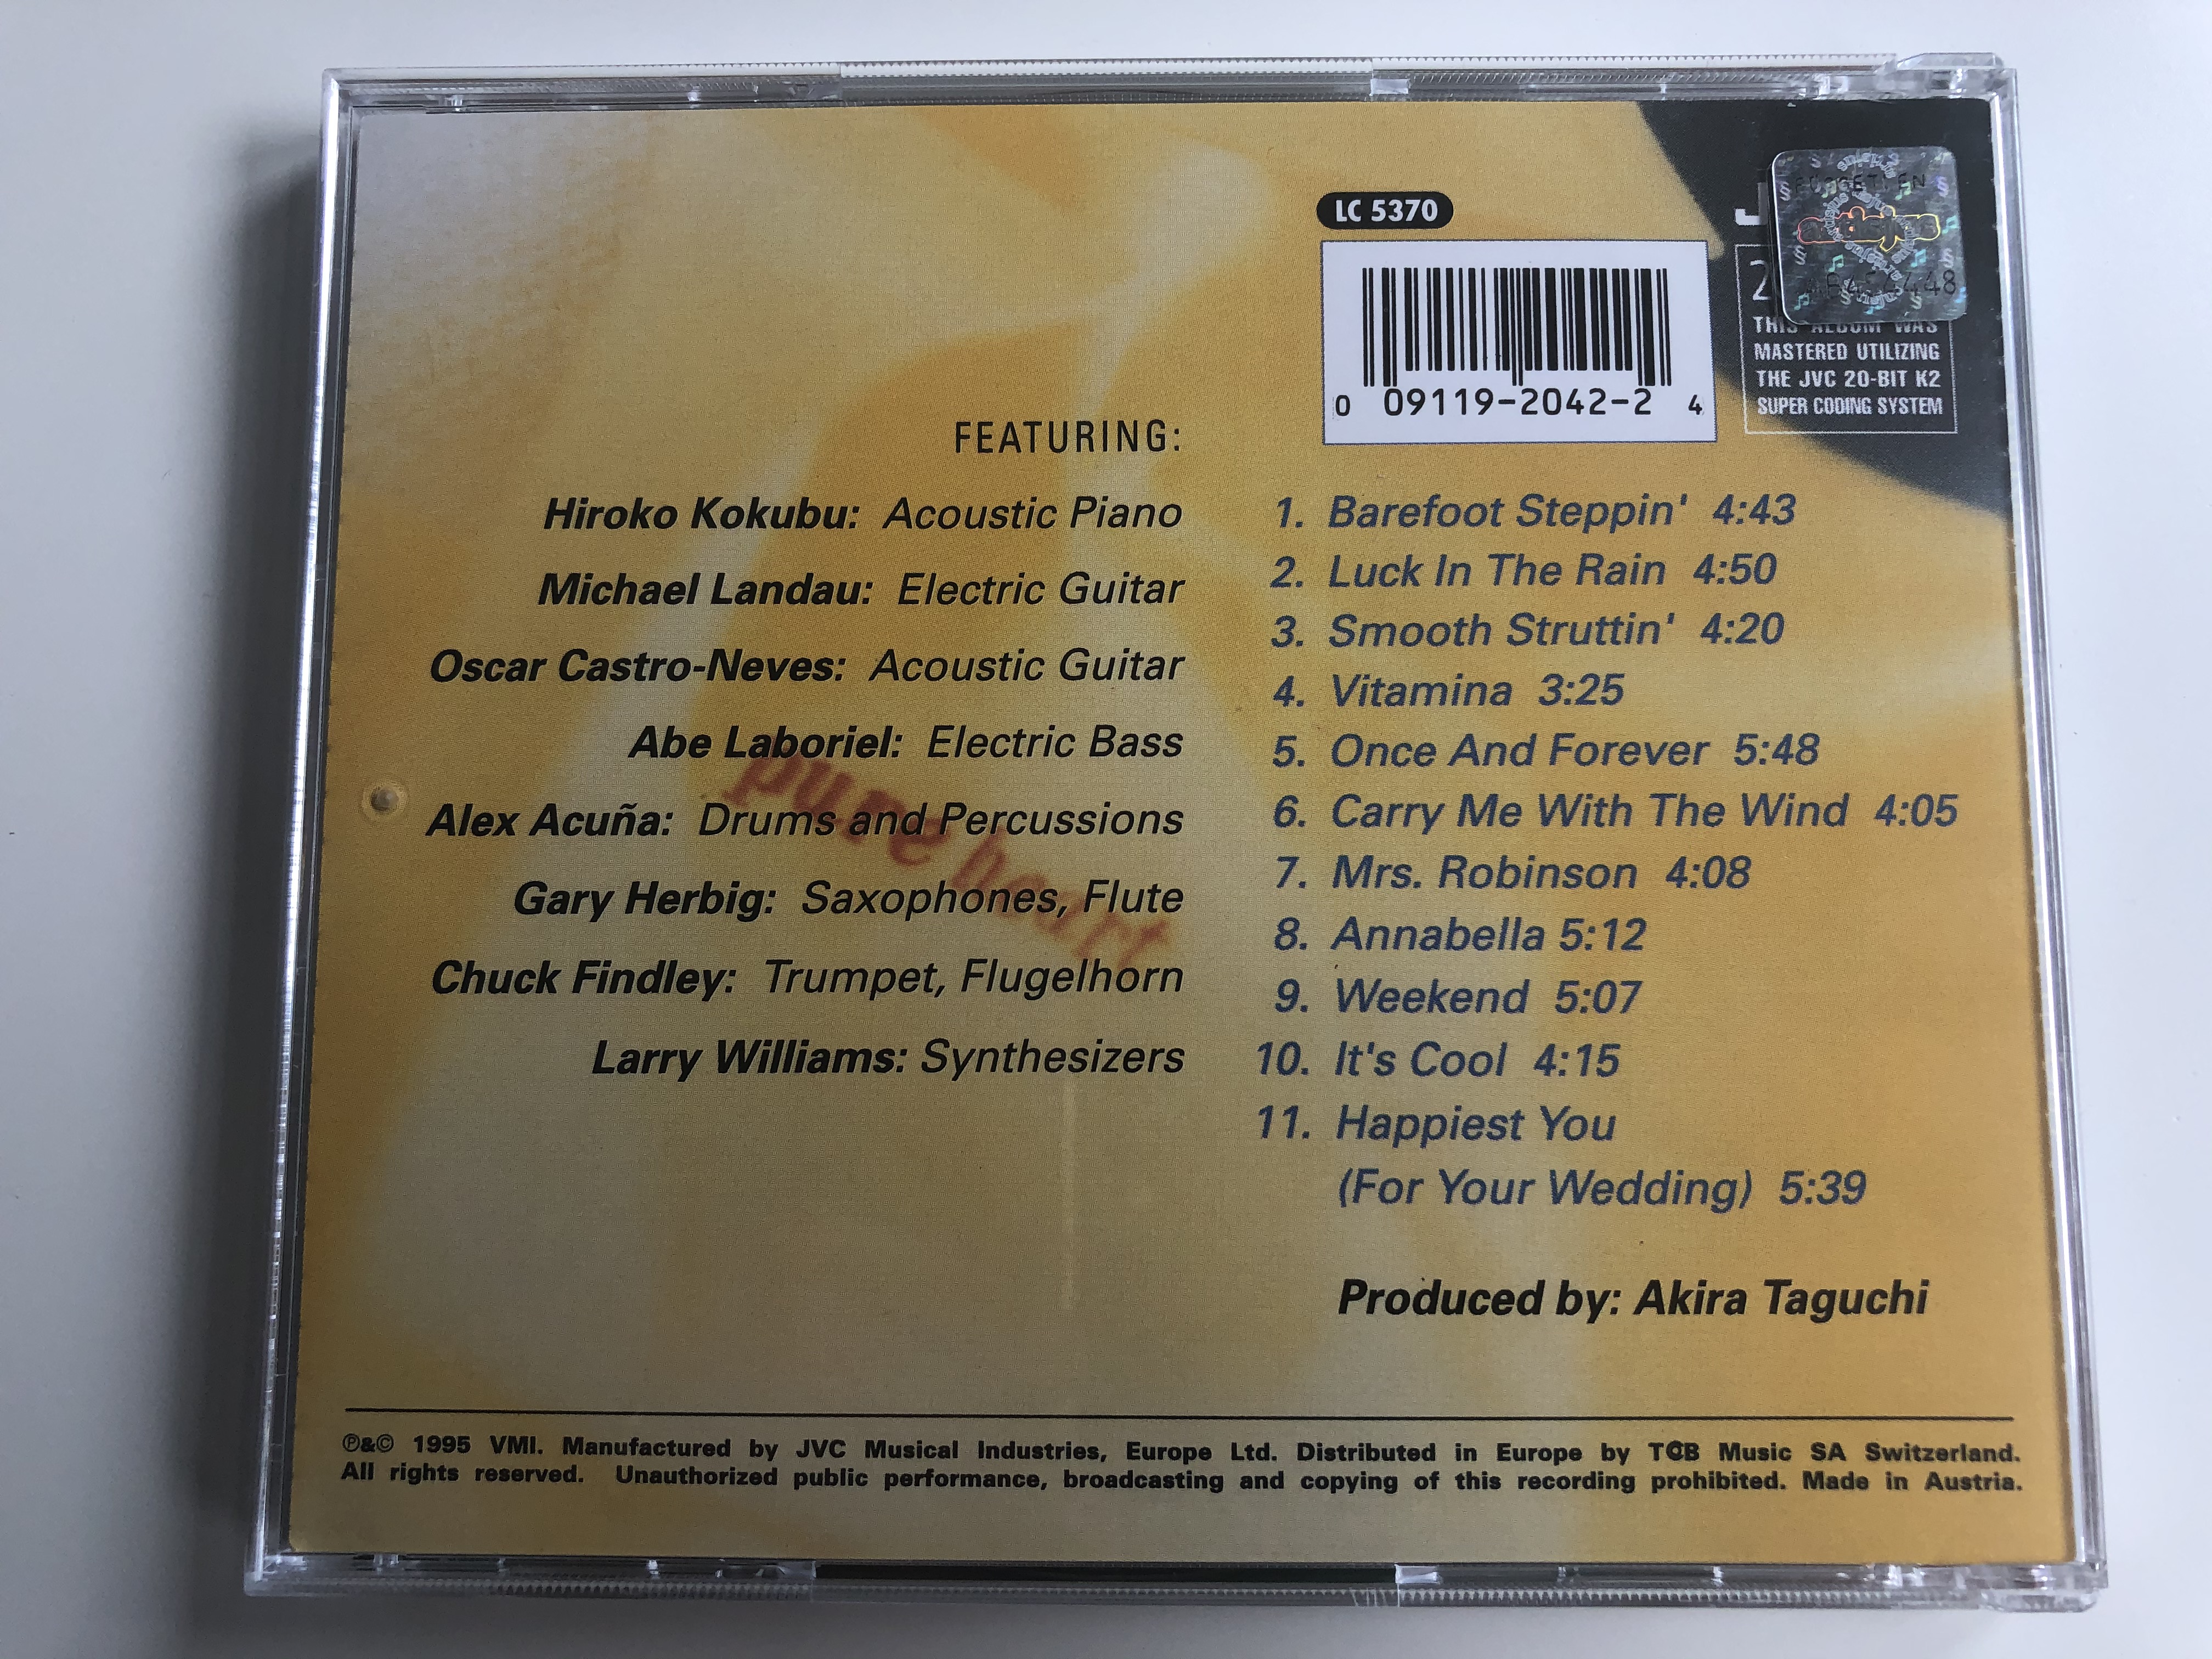 LC 5370
0 09119-2042-2 4
THIS ALBUM WAS
MASTERED UTILIZING
THE JVC 20-BIT K2
SUPER CODING SYSTEM
FEATURING:
Hiroko Kokubu: Acoustic Piano
Michael Landau: Electric Guitar
Oscar Castro-Neves: Acoustic Guitar
Abe Laboriel: Electric Bass
Alex Acuña: Drums and Percussions
Gary Herbig: Saxophones, Flute
Chuck Findley: Trumpet, Flugelhorn
Larry Williams: Synthesizers
pure heart
1. Barefoot Steppin' 4:43
2. Luck In The Rain 4:50
3. Smooth Struttin' 4:20
4. Vitamina 3:25
5. Once And Forever 5:48
6. Carry Me With The Wind 4:05
7. Mrs. Robinson 4:08
8. Annabella 5:12
9. Weekend 5:07
10. It's Cool 4:15
11. Happiest You
(For Your Wedding) 5:39
Produced by: Akira Taguchi
℗&© 1995 VMI. Manufactured by JVC Musical Industries, Europe Ltd. Distributed in Europe by TCB Music SA Switzerland.
All rights reserved. Unauthorized public performance, broadcasting and copying of this recording prohibited. Made in Austria.